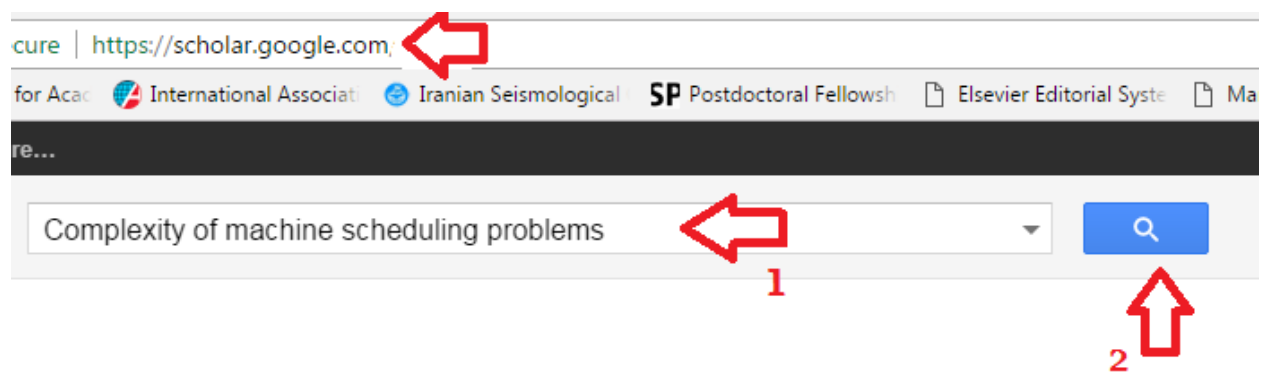 cure | https://scholar.google.com/
for Acac International Associati Iranian Seismological SP Postdoctoral Fellowsh Elsevier Editorial Syste Ma
re...
Complexity of machine scheduling problems
1
2